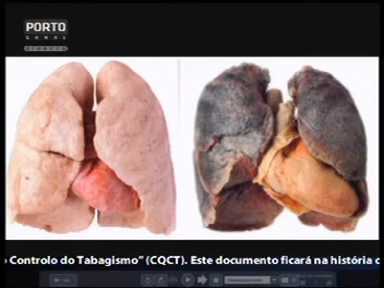 PORTO
CANAL
o Controlo do Tabagismo" (CQCT). Este documento ficará na história c